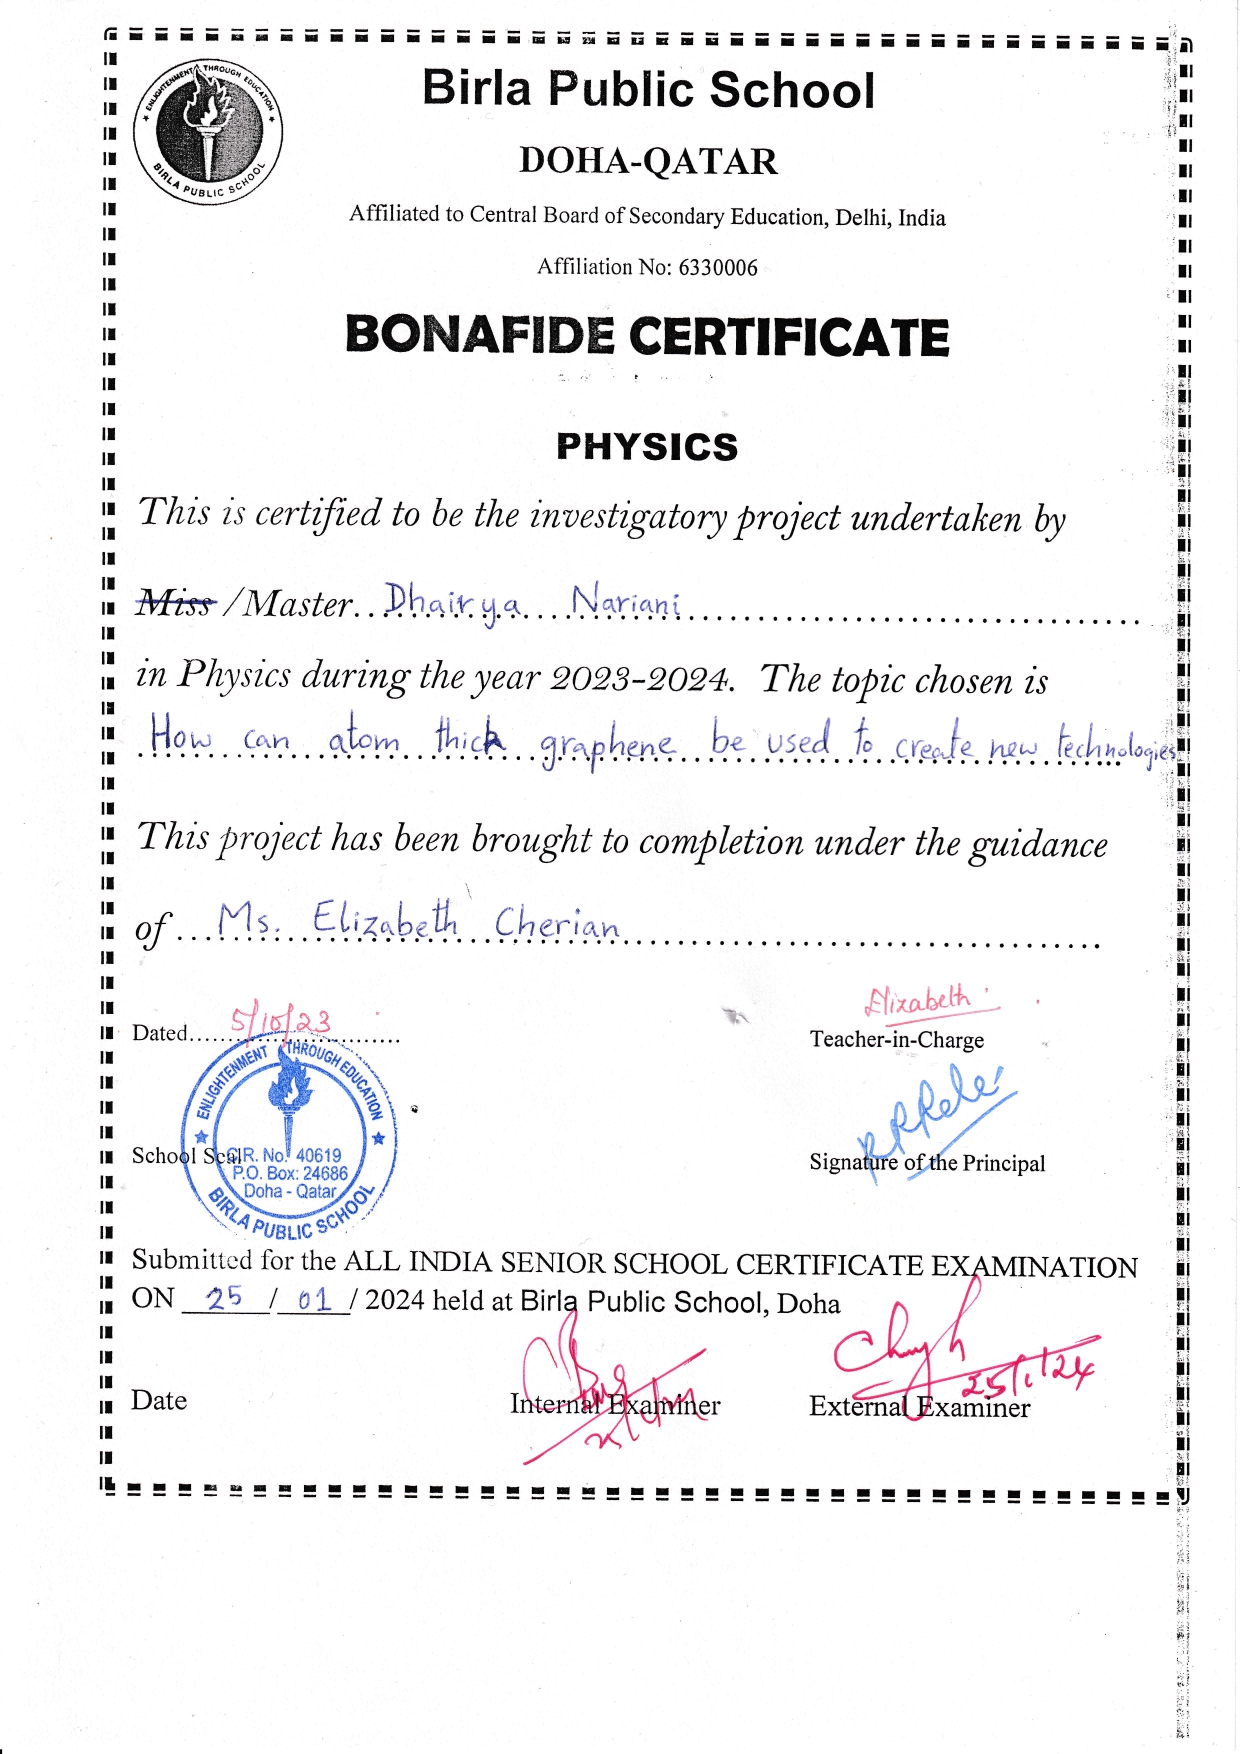 ENLIGHTENMENT THROUGH EDUCATION
BIRLA PUBLIC SCHOOL
Birla Public School
DOHA-QATAR
Affiliated to Central Board of Secondary Education, Delhi, India
Affiliation No: 6330006
BONAFIDE CERTIFICATE
PHYSICS
This is certified to be the investigatory project undertaken by
Miss /Master..Dhairya Nariani
in Physics during the year 2023-2024. The topic chosen is
How can atom thick graphene be used to create new technologies
This project has been brought to completion under the guidance
of Ms. Elizabeth Cherian
Dated 5/10/23
Elizabeth
Teacher-in-Charge
ENLIGHTENMENT THROUGH EDUCATION
School Seal
C.R. No. 40619
P.O. Box: 24686
Doha - Qatar
BIRLA PUBLIC SCHOOL
Signature of the Principal
Submitted for the ALL INDIA SENIOR SCHOOL CERTIFICATE EXAMINATION
ON 25 / 01 / 2024 held at Birla Public School, Doha
25/1/24
Date Internal Examiner External Examiner